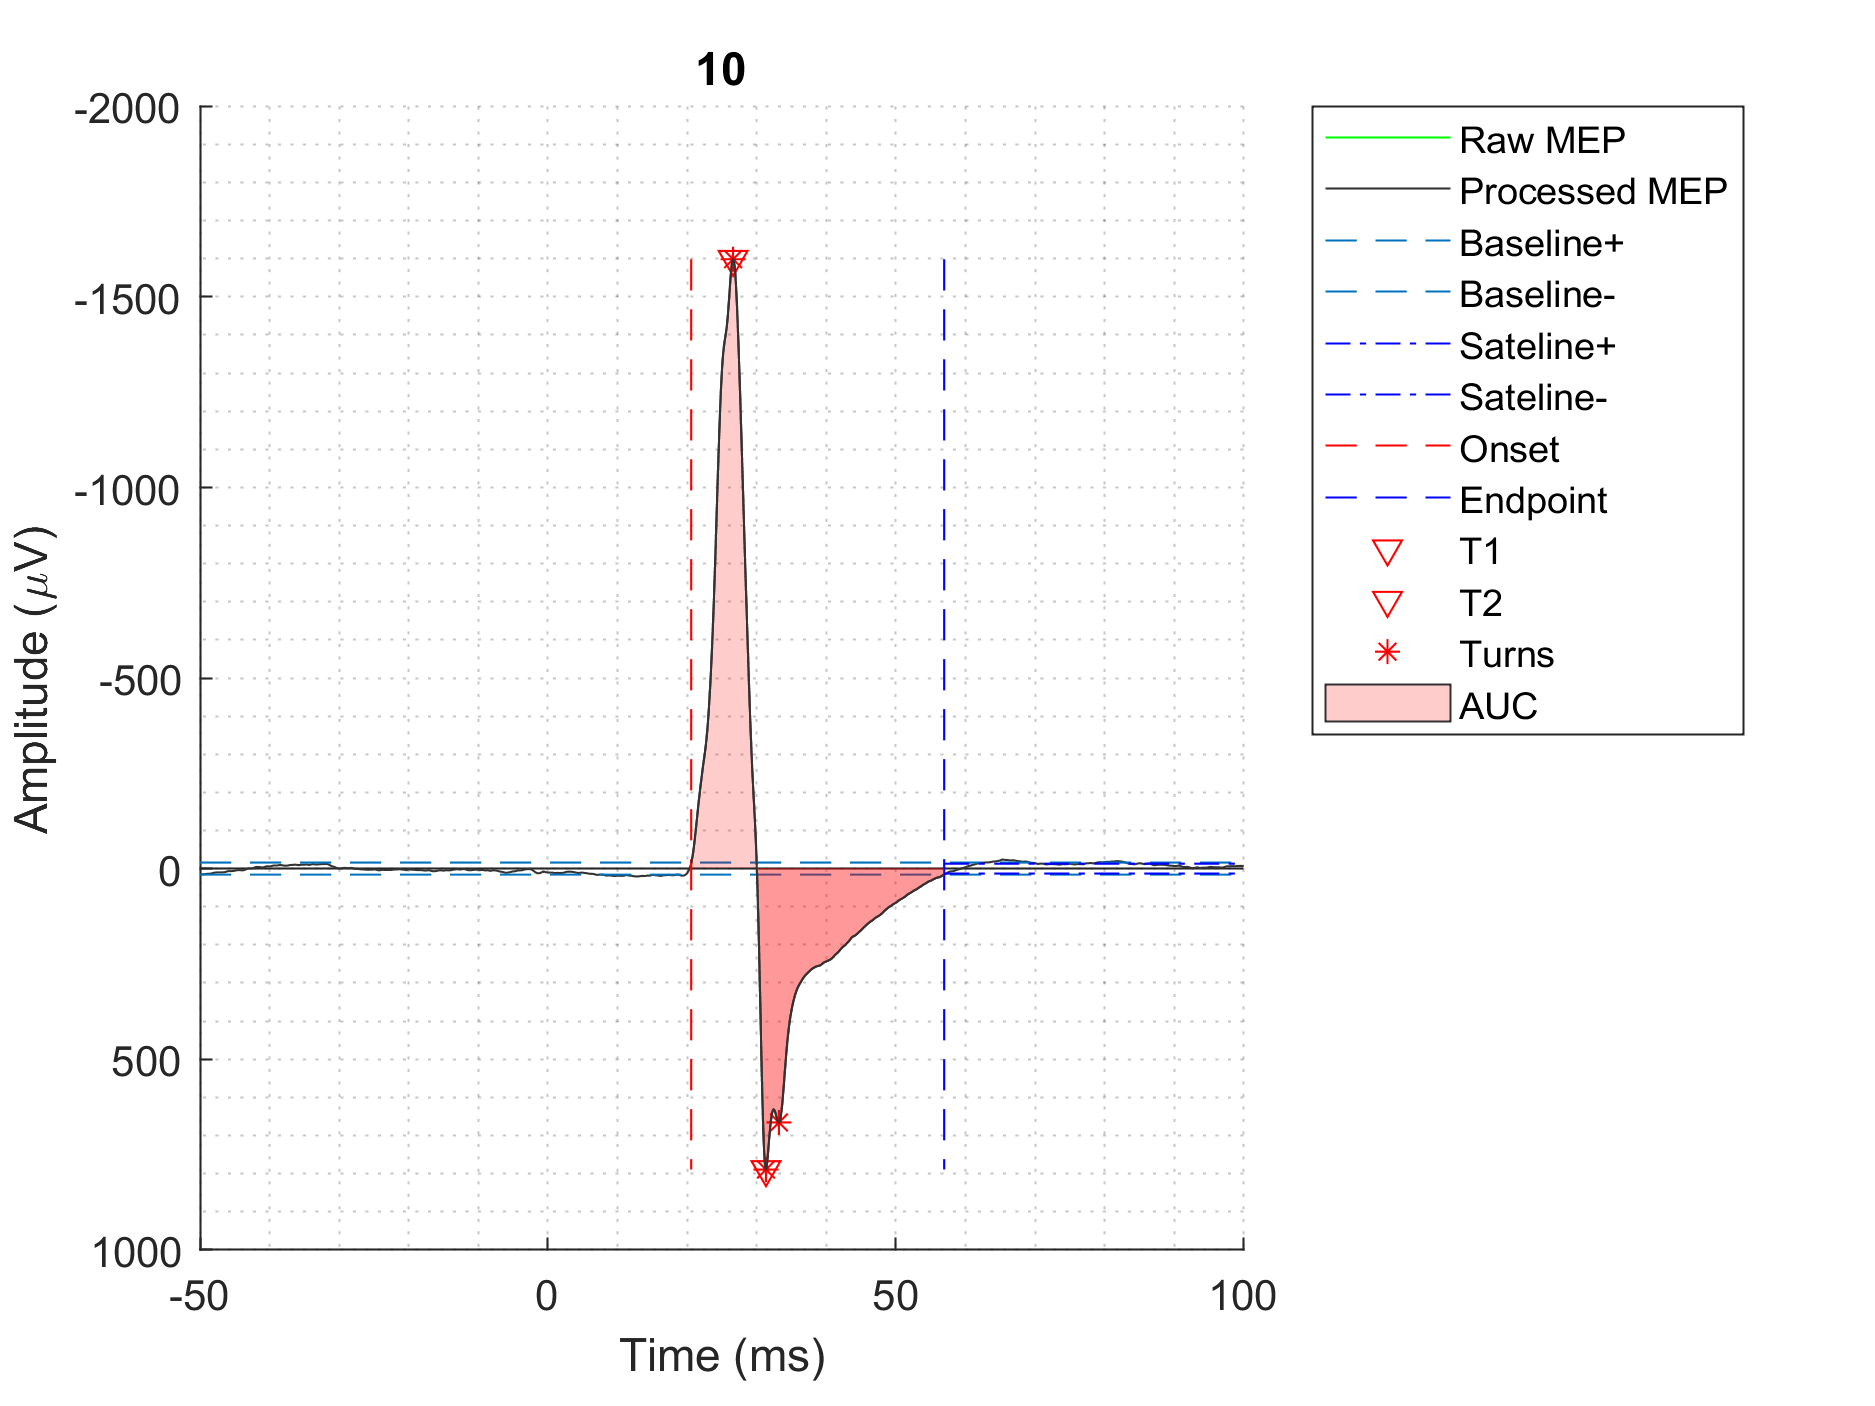 10
-2000
-1500
-1000
-500
0
500
1000
Amplitude (μV)
-50
0
50
100
Time (ms)
Raw MEP
Processed MEP
Baseline+
Baseline-
Sateline+
Sateline-
Onset
Endpoint
T1
T2
Turns
AUC